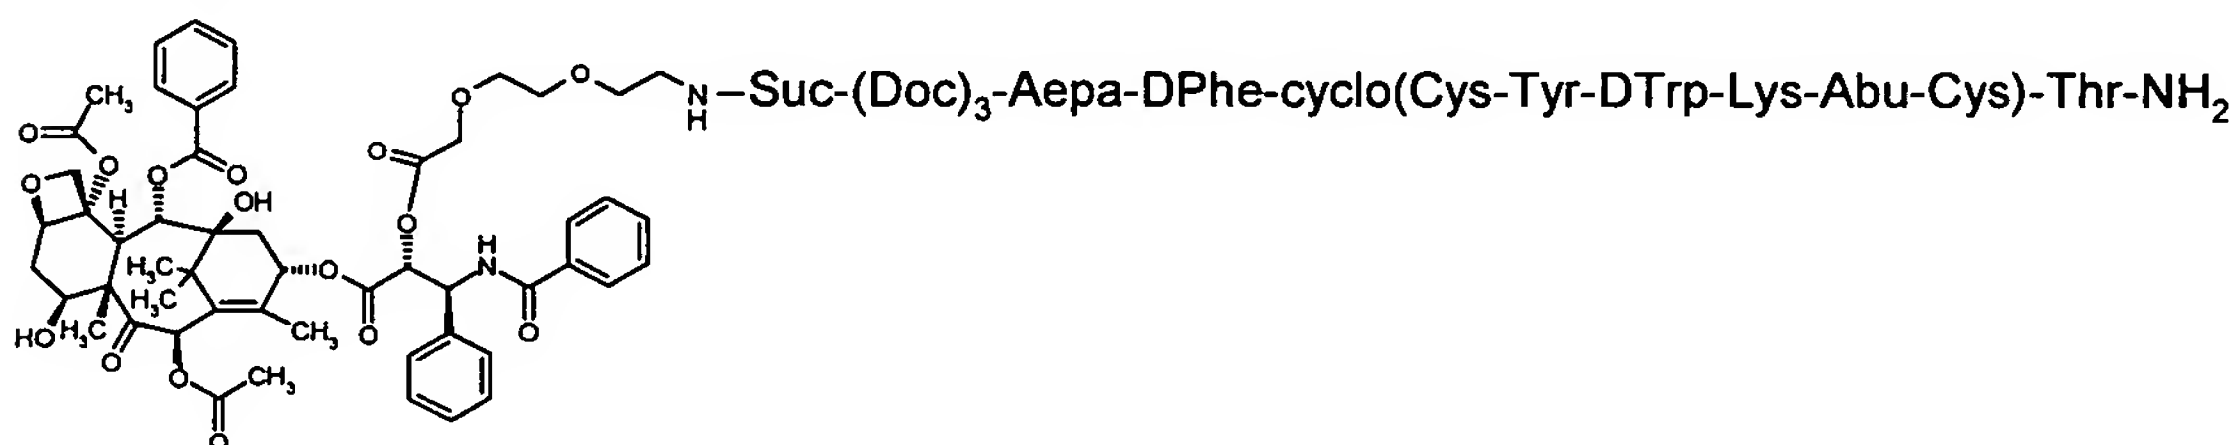 O
O
N
H
–Suc-(Doc)₃-Aepa-DPhe-cyclo(Cys-Tyr-DTrp-Lys-Abu-Cys)-Thr-NH₂
CH₃
O
O
O
O
O
O
O
H
OH
O
H
N
O
H₃C
H₃C
O
O
HO
H₃C
O
CH₃
O
CH₃
O